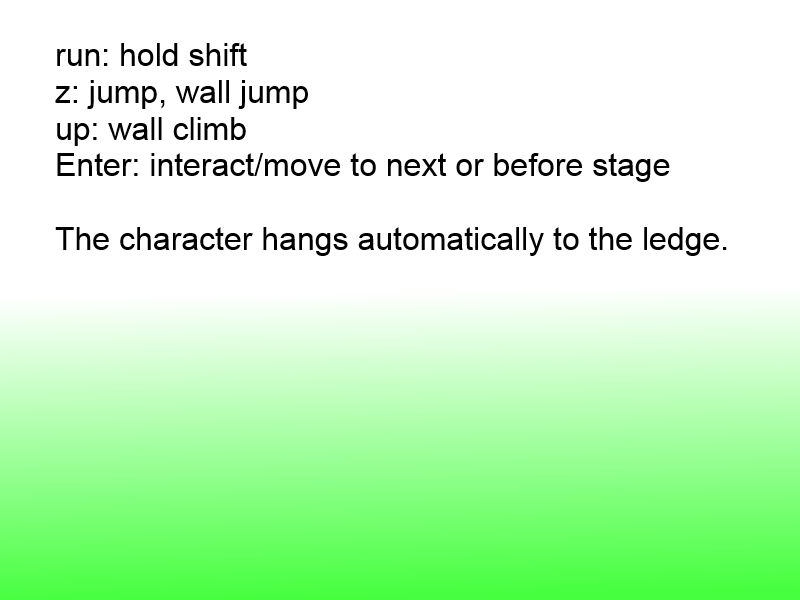 run: hold shift
z: jump, wall jump
up: wall climb
Enter: interact/move to next or before stage
The character hangs automatically to the ledge.